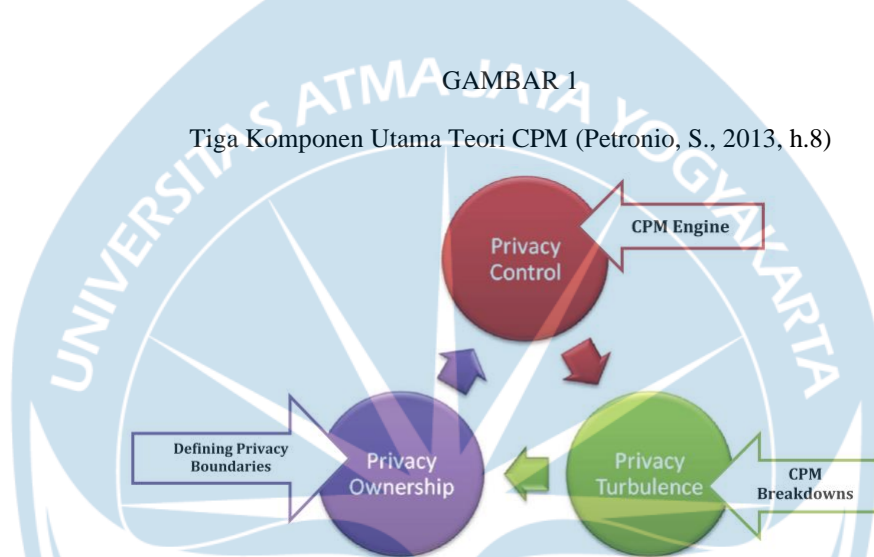 UNIVERSITAS ATMA JAYA YOGYAKARTA
GAMBAR 1
Tiga Komponen Utama Teori CPM (Petronio, S., 2013, h.8)
Privacy
Control
CPM Engine
Defining Privacy
Boundaries
Privacy
Ownership
Privacy
Turbulence
CPM
Breakdowns